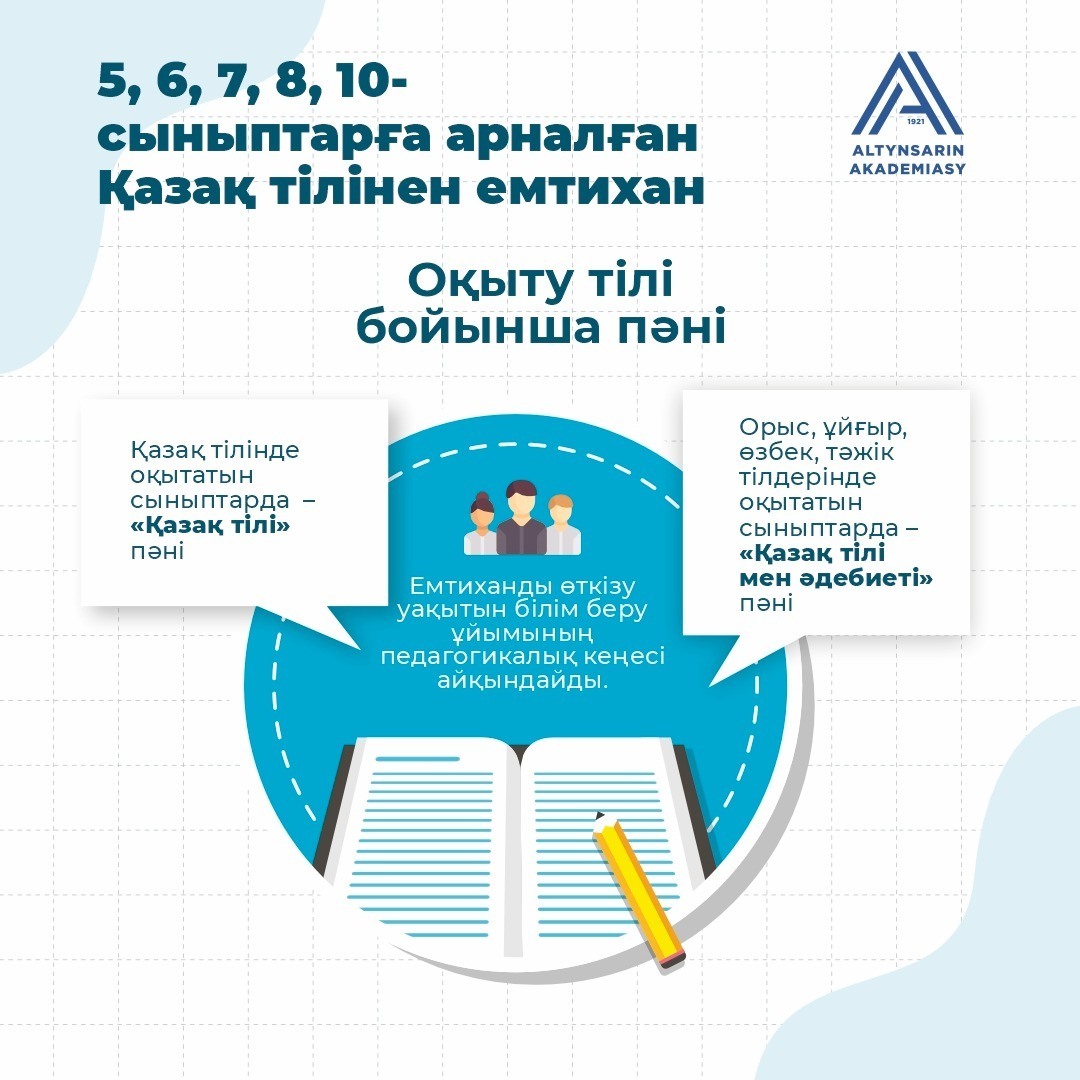 5, 6, 7, 8, 10-
сыныптарға арналған
Қазақ тілінен емтихан
1921
ALTYNSARIN
AKADEMIASY
Оқыту тілі
бойынша пәні
Қазақ тілінде
оқытатын
сыныптарда –
«Қазақ тілі»
пәні
Орыс, ұйғыр,
өзбек, тәжік
тілдерінде
оқытатын
сыныптарда –
«Қазақ тілі
мен әдебиеті»
пәні
Емтиханды өткізу
уақытын білім беру
ұйымының
педагогикалық кеңесі
айқындайды.